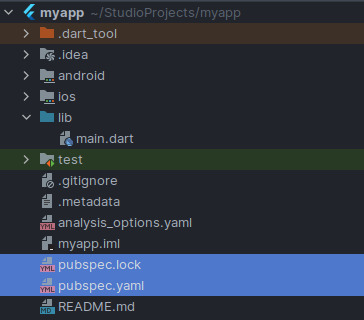 myapp ~/StudioProjects/myapp
.dart_tool
.idea
android
ios
lib
main.dart
test
.gitignore
.metadata
analysis_options.yaml
myapp.iml
pubspec.lock
pubspec.yaml
README.md